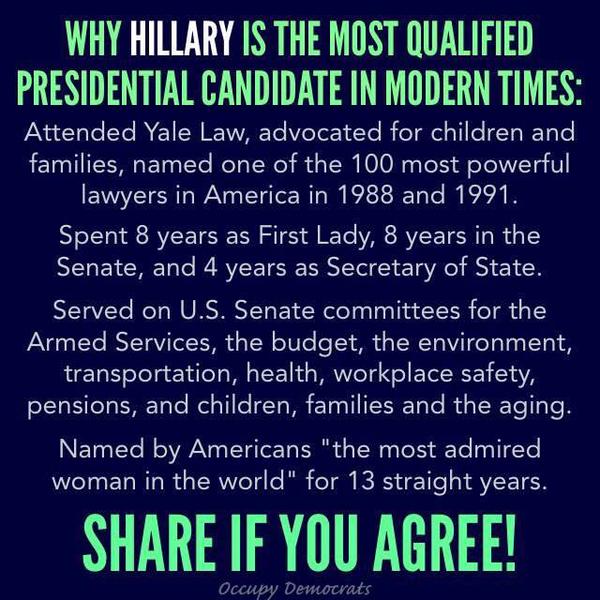 WHY HILLARY IS THE MOST QUALIFIED
PRESIDENTIAL CANDIDATE IN MODERN TIMES:
Attended Yale Law, advocated for children and
families, named one of the 100 most powerful
lawyers in America in 1988 and 1991.
Spent 8 years as First Lady, 8 years in the
Senate, and 4 years as Secretary of State.
Served on U.S. Senate committees for the
Armed Services, the budget, the environment,
transportation, health, workplace safety,
pensions, and children, families and the aging.
Named by Americans "the most admired
woman in the world" for 13 straight years.
SHARE IF YOU AGREE!
Occupy Democrats